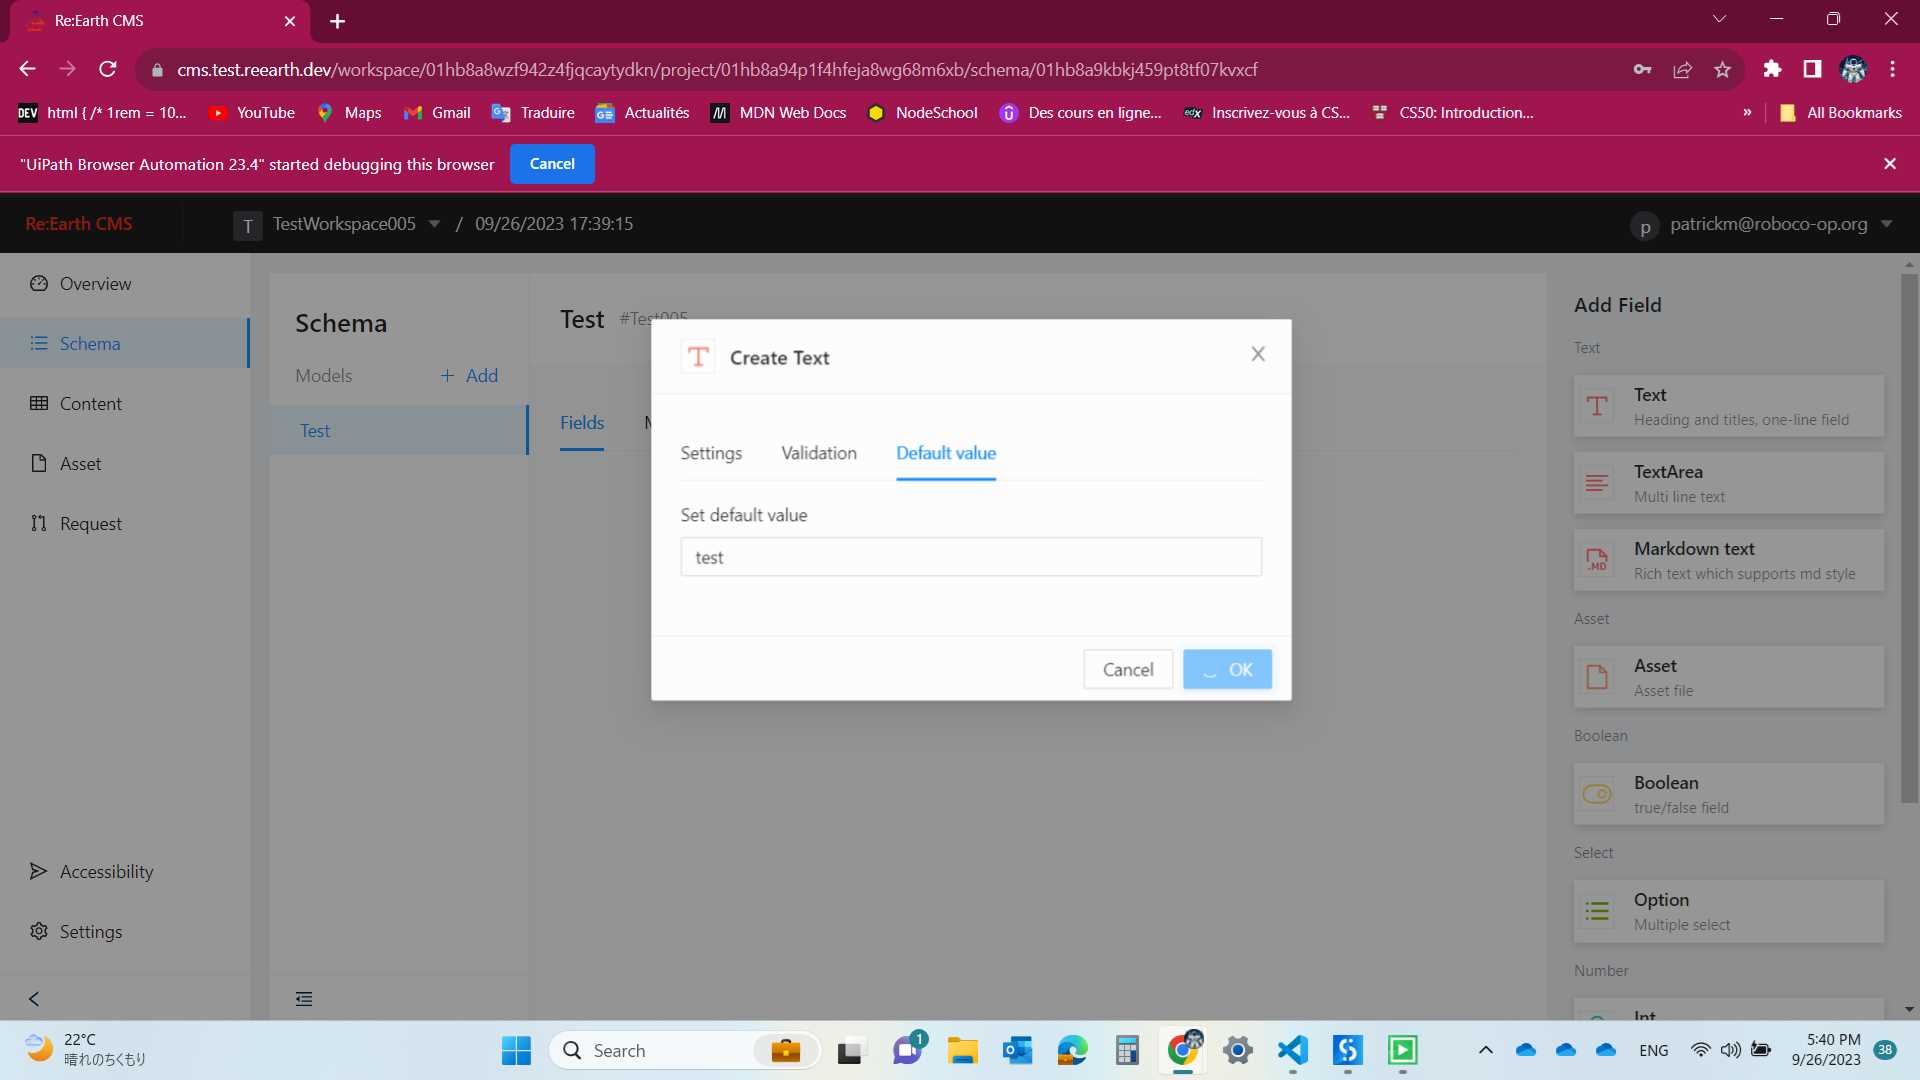 Re:Earth CMS
cms.test.reearth.dev/workspace/01hb8a8wzf942z4fjqcaytydkn/project/01hb8a94p1f4hfeja8wg68m6xb/schema/01hb8a9kbkj459pt8tf07kvxcf
DEV html { /* 1rem = 10... YouTube Maps Gmail Traduire Actualités MDN Web Docs NodeSchool Des cours en ligne... edX Inscrivez-vous à CS... CS50: Introduction... » All Bookmarks
"UiPath Browser Automation 23.4" started debugging this browser Cancel
Re:Earth CMS T TestWorkspace005 / 09/26/2023 17:39:15 p patrickm@roboco-op.org
Overview
Schema
Content
Asset
Request
Accessibility
Settings
Schema
Models + Add
Test
Test #Test005
Fields
Create Text
Settings Validation Default value
Set default value
test
Cancel OK
Add Field
Text
Text
Heading and titles, one-line field
TextArea
Multi line text
Markdown text
Rich text which supports md style
Asset
Asset
Asset file
Boolean
Boolean
true/false field
Select
Option
Multiple select
Number
Int
22°C
晴れのちくもり
Search
1
ENG
5:40 PM
9/26/2023
38